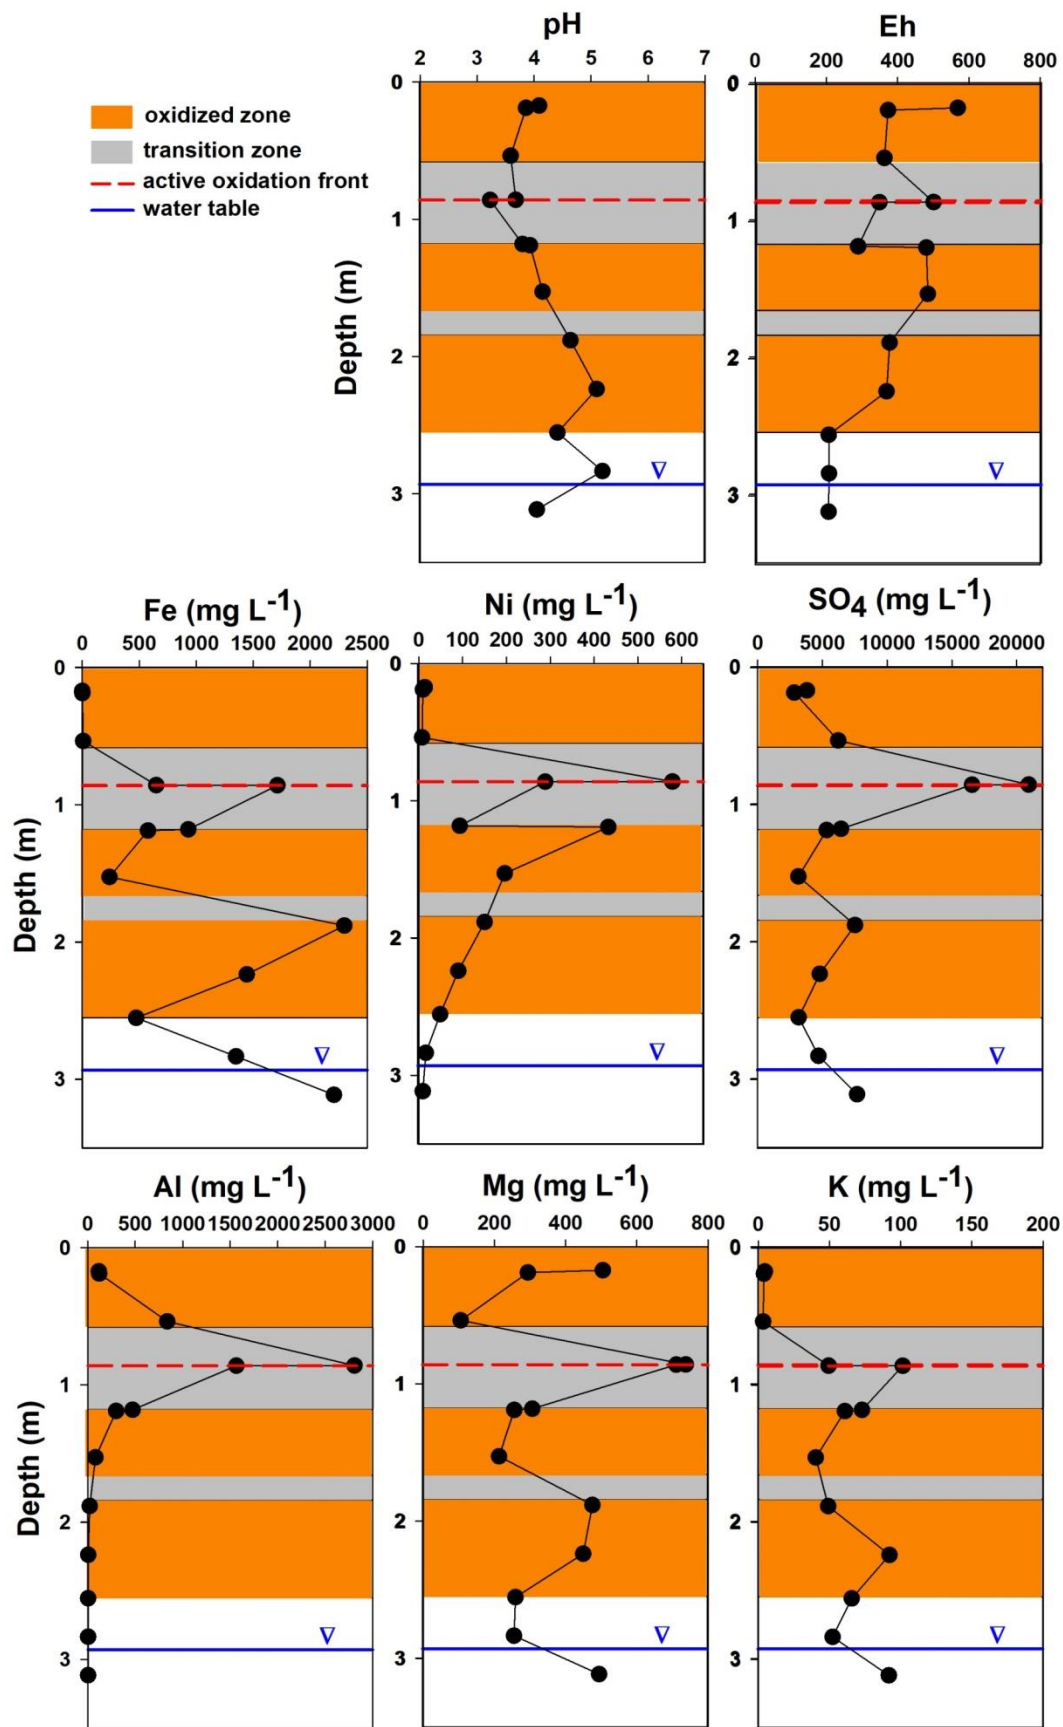 pH
2 3 4 5 6 7
Eh
0 200 400 600 800
oxidized zone
transition zone
active oxidation front
water table
Depth (m)
0
1
2
3
0
1
2
3
∇
∇
Fe (mg L⁻¹)
0 500 1000 1500 2000 2500
Ni (mg L⁻¹)
0 100 200 300 400 500 600
SO₄ (mg L⁻¹)
0 5000 10000 15000 20000
Depth (m)
0
1
2
3
0
1
2
3
0
1
2
3
∇
∇
∇
Al (mg L⁻¹)
0 500 1000 1500 2000 2500 3000
Mg (mg L⁻¹)
0 200 400 600 800
K (mg L⁻¹)
0 50 100 150 200
Depth (m)
0
1
2
3
0
1
2
3
0
1
2
3
∇
∇
∇